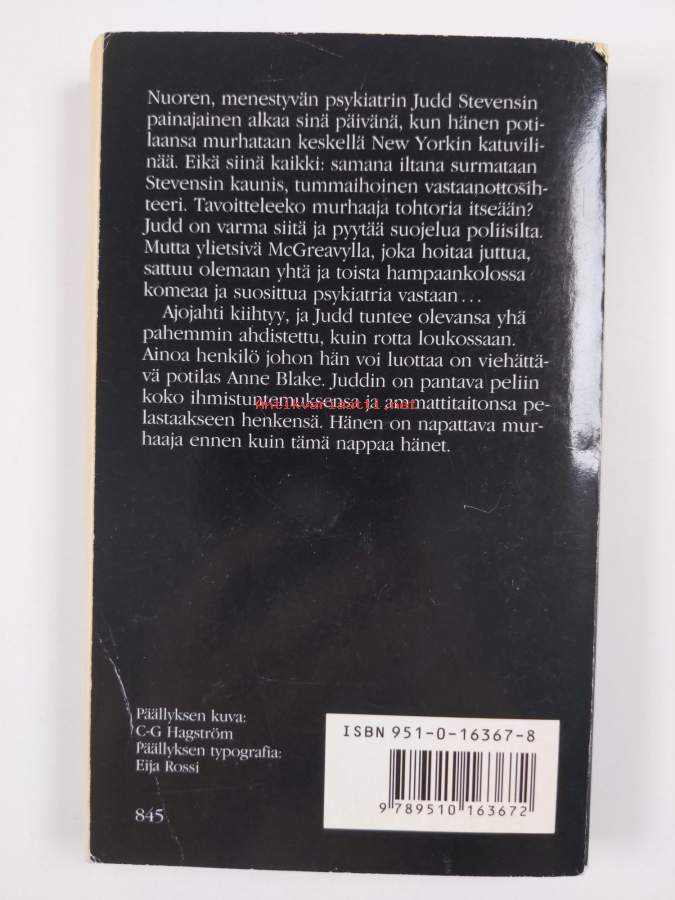 Nuoren, menestyvän psykiatrin Judd Stevensin
painajainen alkaa sinä päivänä, kun hänen poti-
laansa murhataan keskellä New Yorkin katuvili-
nää. Eikä siinä kaikki: samana iltana surmataan
Stevensin kaunis, tummaihoinen vastaanottosih-
teeri. Tavoitteleeko murhaaja tohtoria itseään?
Judd on varma siitä ja pyytää suojelua poliisilta.
Mutta ylietsivä McGreavylla, joka hoitaa juttua,
sattuu olemaan yhtä ja toista hampaankolossa
komeaa ja suosittua psykiatria vastaan...
Ajojahti kiihtyy, ja Judd tuntee olevansa yhä
pahemmin ahdistettu, kuin rotta loukossaan.
Ainoa henkilö johon hän voi luottaa on viehättä-
vä potilas Anne Blake. Juddin on pantava peliin
koko ihmistuntemuksensa ja ammattitaitonsa pe-
Antikvariaatti.net
lastaakseen henkensä. Hänen on napattava mur-
haaja ennen kuin tämä nappaa hänet.
Päällyksen kuva:
C-G Hagström
Päällyksen typografia:
Eija Rossi
845
ISBN 951-0-16367-8
9 789510 163672